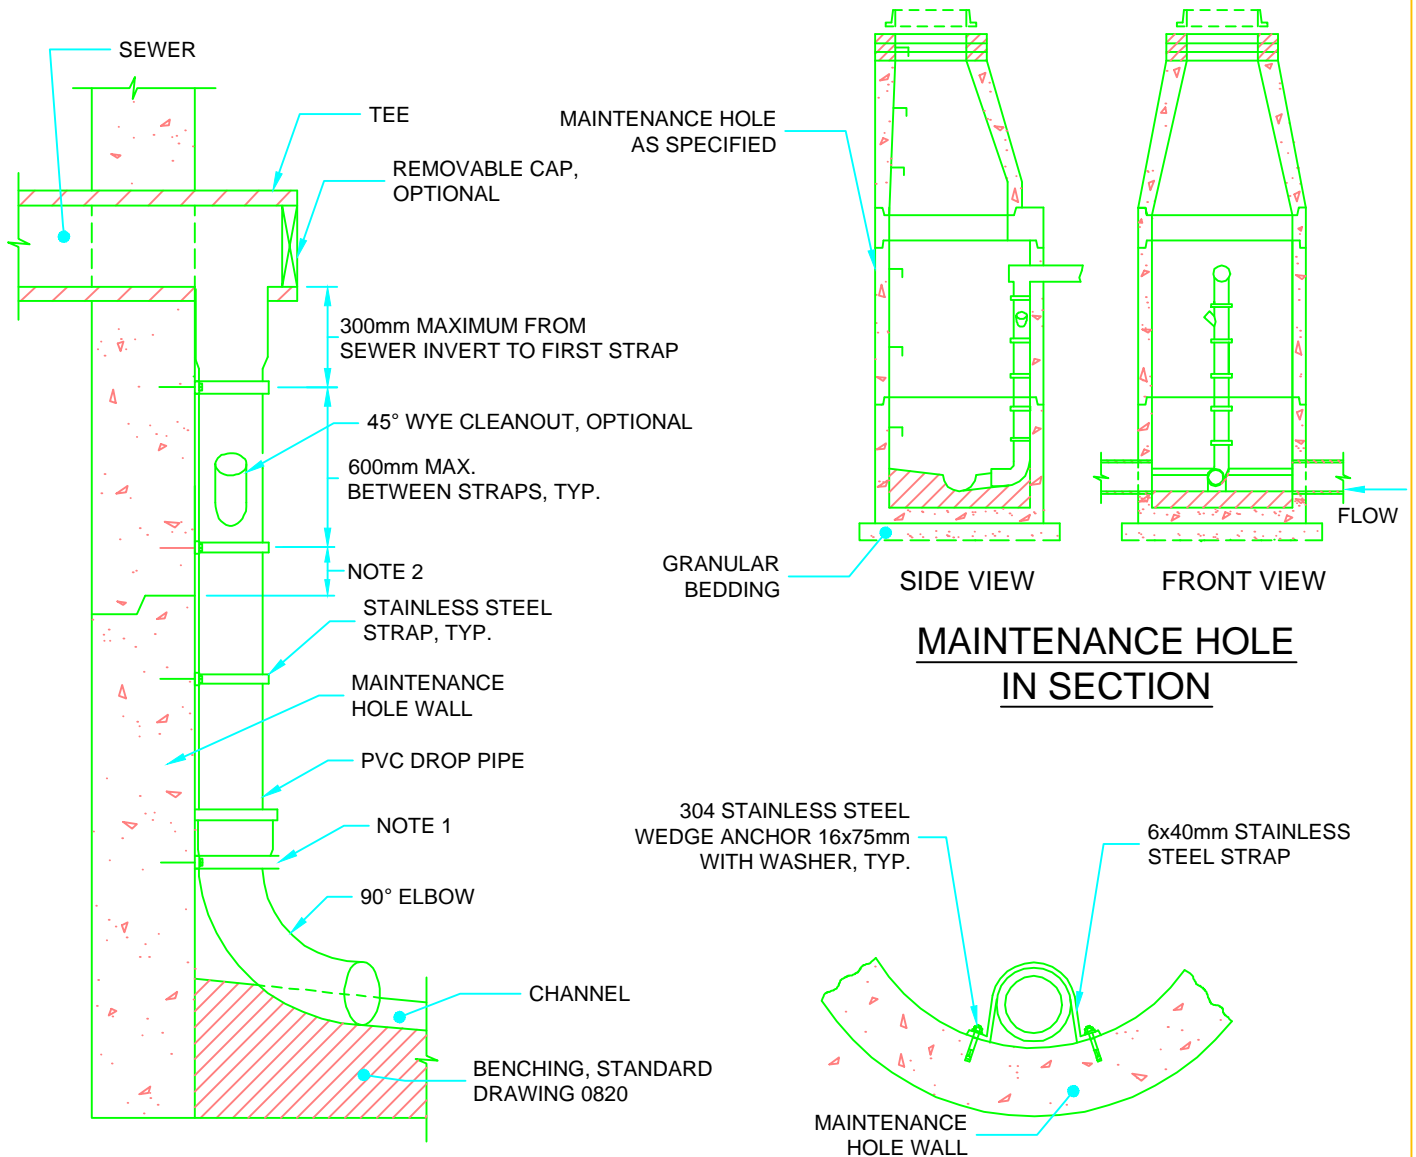 SEWER
TEE
REMOVABLE CAP,
OPTIONAL
300mm MAXIMUM FROM
SEWER INVERT TO FIRST STRAP
45° WYE CLEANOUT, OPTIONAL
600mm MAX.
BETWEEN STRAPS, TYP.
NOTE 2
STAINLESS STEEL
STRAP, TYP.
MAINTENANCE
HOLE WALL
PVC DROP PIPE
NOTE 1
90° ELBOW
CHANNEL
BENCHING, STANDARD
DRAWING 0820
MAINTENANCE HOLE
AS SPECIFIED
GRANULAR
BEDDING
FLOW
SIDE VIEW
FRONT VIEW
MAINTENANCE HOLE
IN SECTION
304 STAINLESS STEEL
WEDGE ANCHOR 16x75mm
WITH WASHER, TYP.
6x40mm STAINLESS
STEEL STRAP
MAINTENANCE
HOLE WALL